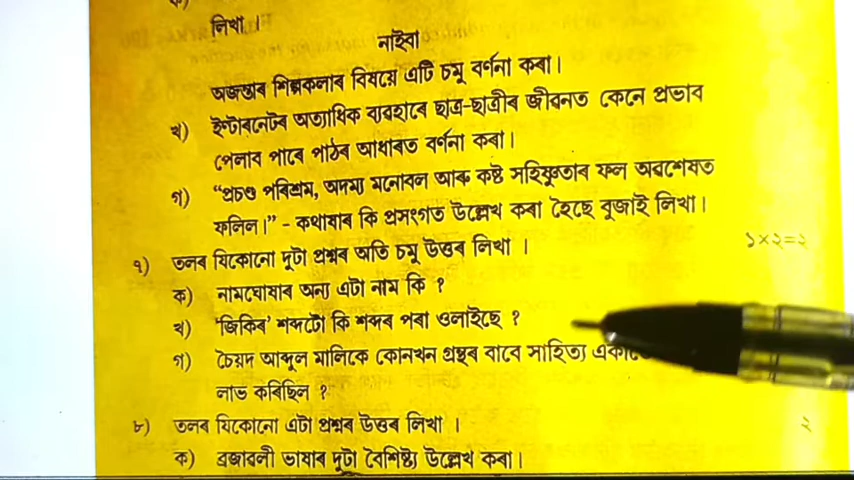 লিখা ।
নাইবা
অজন্তাৰ শিল্পকলাৰ বিষয়ে এটি চমু বৰ্ণনা কৰা।
খ) ইন্টাৰনেটৰ অত্যাধিক ব্যৱহাৰে ছাত্ৰ-ছাত্ৰীৰ জীৱনত কেনে প্ৰভাৱ
পেলাব পাৰে পাঠৰ আধাৰত বৰ্ণনা কৰা।
গ) “প্ৰচণ্ড পৰিশ্ৰম, অদম্য মনোবল আৰু কষ্ট সহিষ্ণুতাৰ ফল অৱশেষত
ফলিল।” - কথাষাৰ কি প্ৰসংগত উল্লেখ কৰা হৈছে বুজাই লিখা।
৭) তলৰ যিকোনো দুটা প্ৰশ্নৰ অতি চমু উত্তৰ লিখা । ১×২=২
ক) নামঘোষাৰ অন্য এটা নাম কি ?
খ) ‘জিকিৰ’ শব্দটো কি শব্দৰ পৰা ওলাইছে ?
গ) চৈয়দ আব্দুল মালিকে কোনখন গ্ৰন্থৰ বাবে সাহিত্য
লাভ কৰিছিল ?
৮) তলৰ যিকোনো এটা প্ৰশ্নৰ উত্তৰ লিখা । ২
ক) ব্ৰজাৱলী ভাষাৰ দুটা বৈশিষ্ট্য উল্লেখ কৰা।